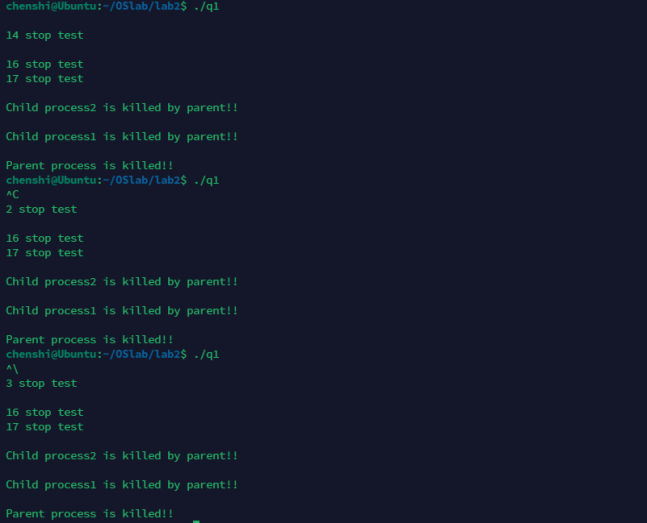 chenshi@Ubuntu:~/OSlab/lab2$ ./q1
14 stop test
16 stop test
17 stop test
Child process2 is killed by parent!!
Child process1 is killed by parent!!
Parent process is killed!!
chenshi@Ubuntu:~/OSlab/lab2$ ./q1
^C
2 stop test
16 stop test
17 stop test
Child process2 is killed by parent!!
Child process1 is killed by parent!!
Parent process is killed!!
chenshi@Ubuntu:~/OSlab/lab2$ ./q1
^\
3 stop test
16 stop test
17 stop test
Child process2 is killed by parent!!
Child process1 is killed by parent!!
Parent process is killed!!